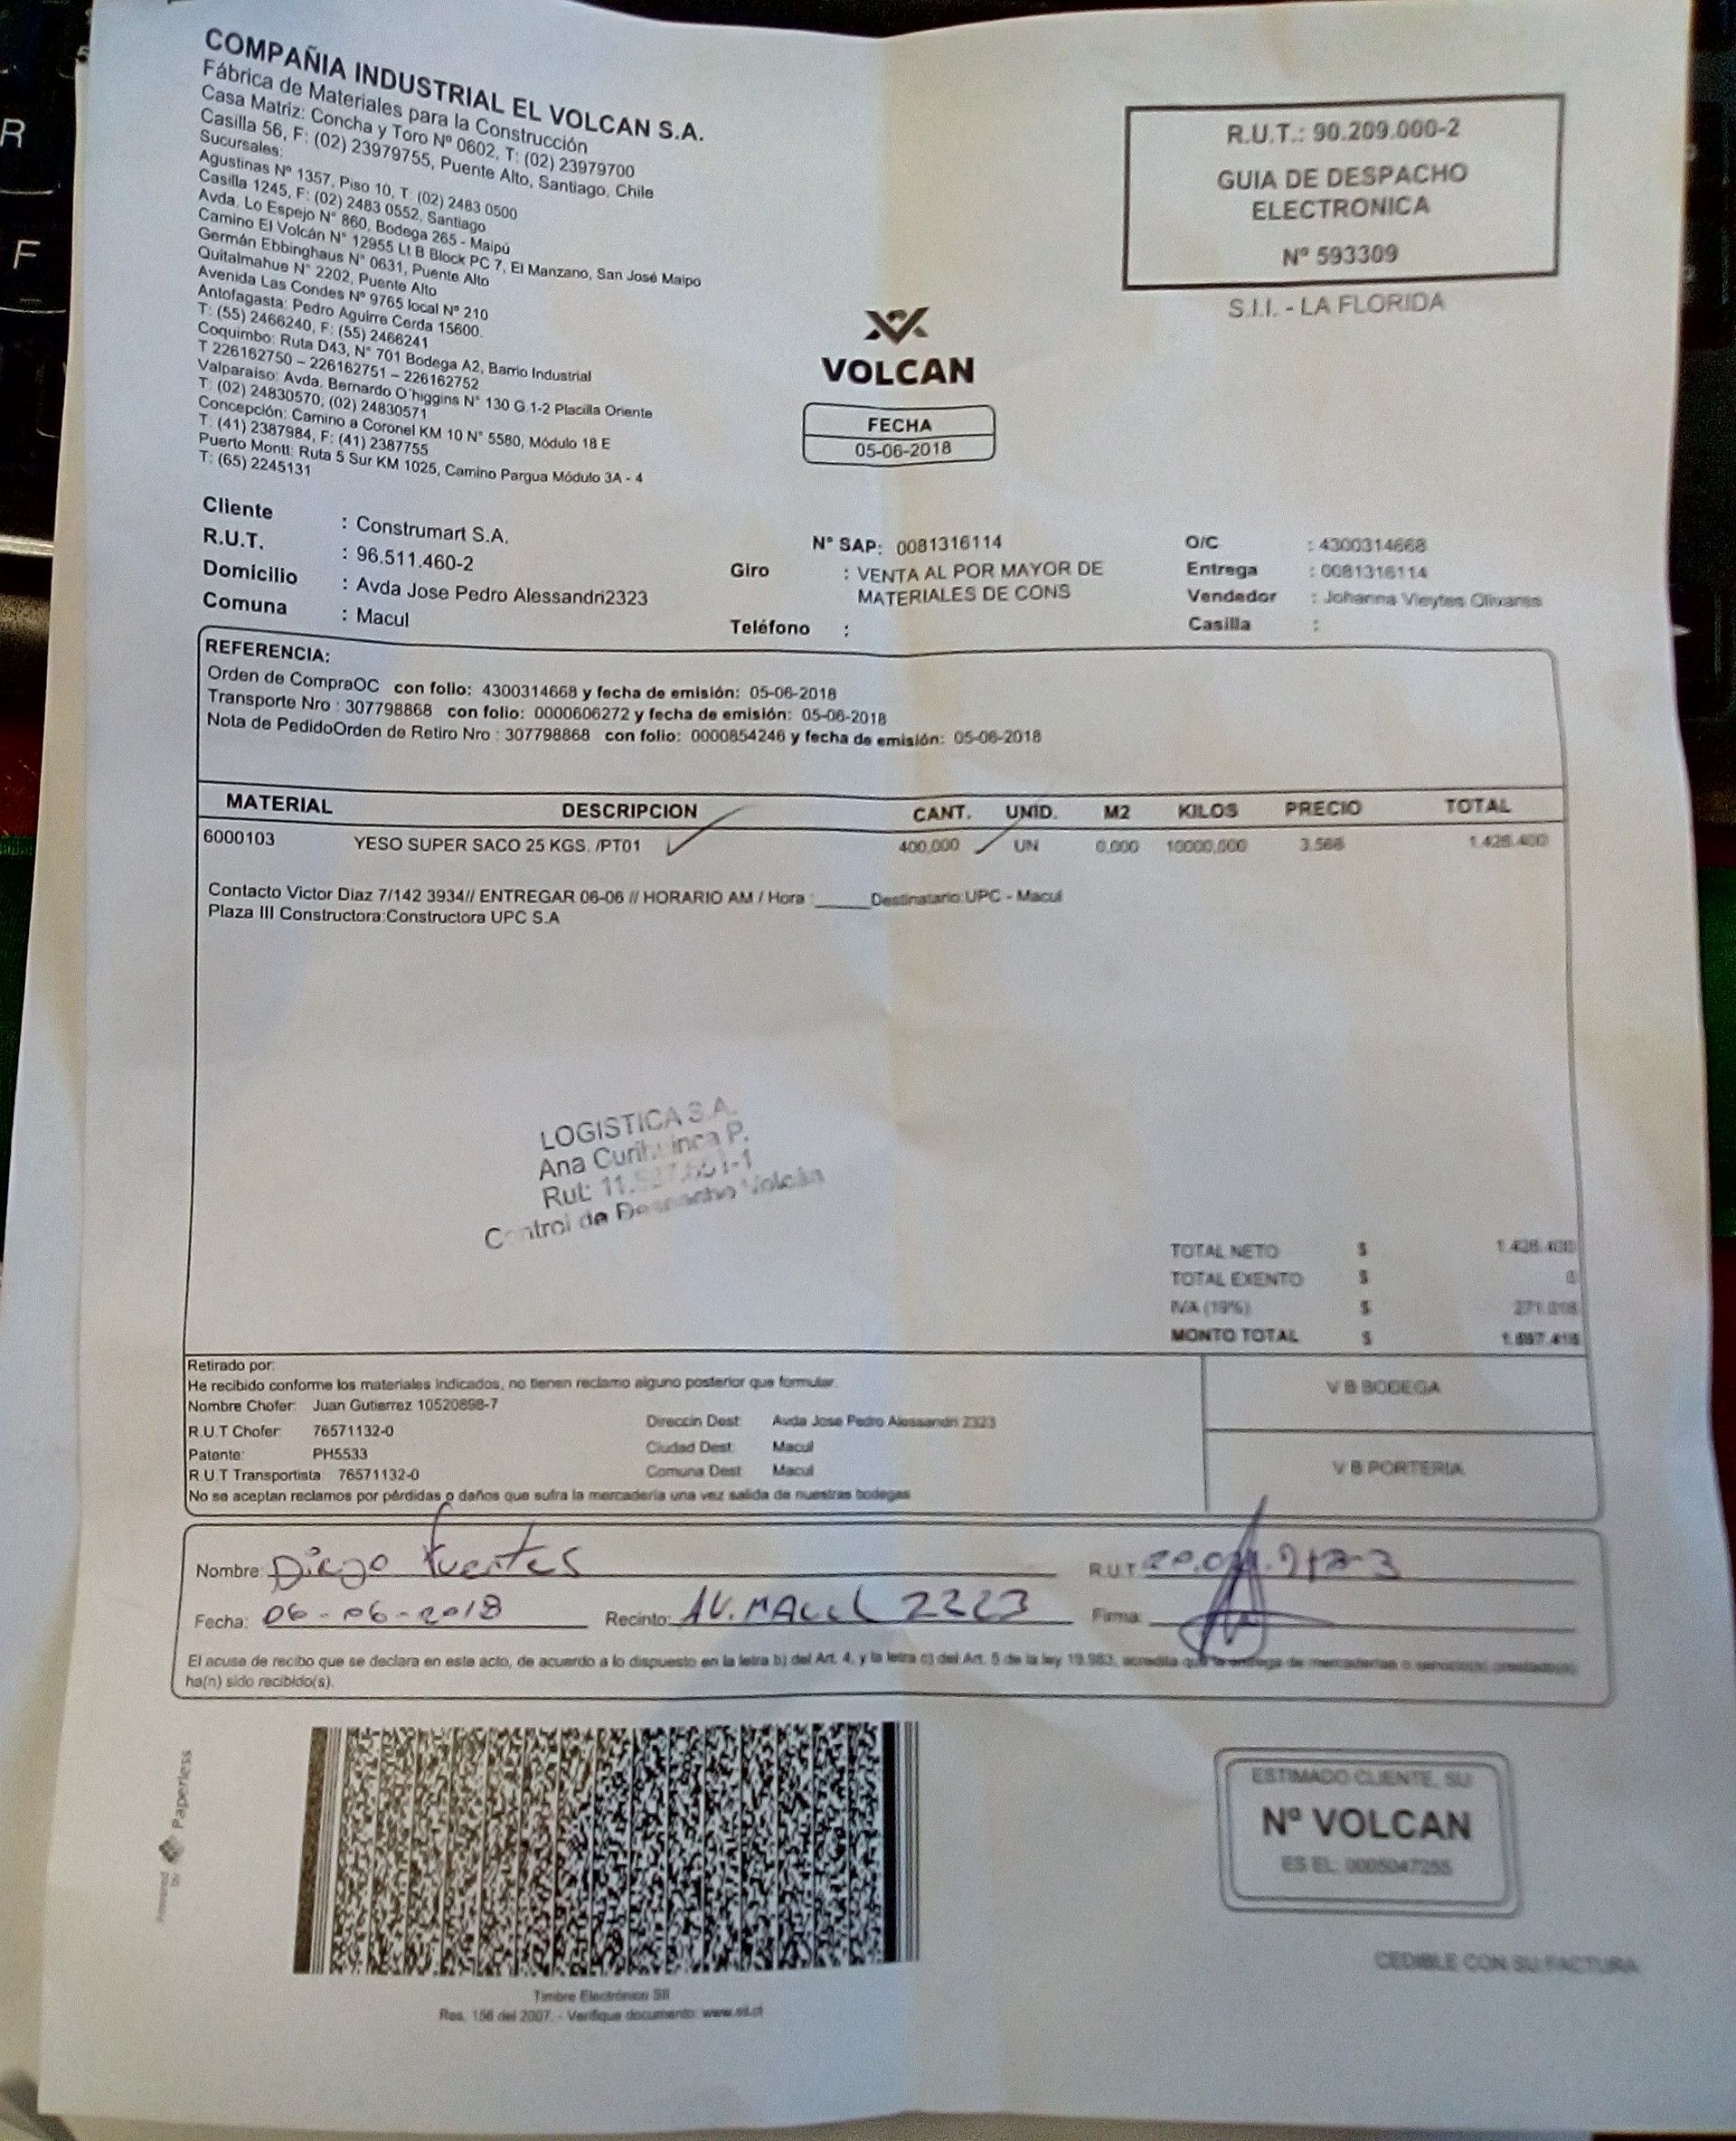 COMPAÑIA INDUSTRIAL EL VOLCAN S.A.
Fábrica de Materiales para la Construcción
Casa Matriz: Concha y Toro Nº 0602, T: (02) 23979700
Casilla 56, F: (02) 23979755, Puente Alto, Santiago, Chile
Sucursales:
Agustinas Nº 1357, Piso 10, T. (02) 2483 0500
Casilla 1245, F: (02) 2483 0552, Santiago
Avda. Lo Espejo N° 860, Bodega 265 - Maipú
Camino El Volcán N° 12955 Lt B Block PC 7, El Manzano, San José Maipo
Germán Ebbinghaus N° 0631, Puente Alto
Quitalmahue N° 2202, Puente Alto
Avenida Las Condes Nº 9765 local Nº 210
Antofagasta: Pedro Aguirre Cerda 15600.
T: (55) 2466240, F: (55) 2466241
Coquimbo: Ruta D43, N° 701 Bodega A2, Barrio Industrial
T 226162750 – 226162751 – 226162752
Valparaiso: Avda. Bernardo O´higgins N° 130 G.1-2 Placilla Oriente
T: (02) 24830570; (02) 24830571
Concepción: Camino a Coronel KM 10 N° 5580, Módulo 18 E
T: (41) 2387984, F: (41) 2387755
Puerto Montt: Ruta 5 Sur KM 1025, Camino Pargua Módulo 3A - 4
T: (65) 2245131
R.U.T.: 90.209.000-2
GUIA DE DESPACHO
ELECTRONICA
Nº 593309
S.I.I. - LA FLORIDA
VOLCAN
FECHA
05-06-2018
Cliente : Construmart S.A.
R.U.T. : 96.511.460-2
Domicilio : Avda Jose Pedro Alessandri2323
Comuna : Macul
N° SAP: 0081316114
Giro : VENTA AL POR MAYOR DE
MATERIALES DE CONS
Teléfono :
O/C : 4300314668
Entrega : 0081316114
Vendedor : Johanna Vieytes Olivares
Casilla :
REFERENCIA:
Orden de CompraOC con folio: 4300314668 y fecha de emisión: 05-06-2018
Transporte Nro : 307798868 con folio: 0000606272 y fecha de emisión: 05-06-2018
Nota de PedidoOrden de Retiro Nro : 307798868 con folio: 0000854246 y fecha de emisión: 05-06-2018
MATERIAL DESCRIPCION CANT. UNID. M2 KILOS PRECIO TOTAL
6000103 YESO SUPER SACO 25 KGS. /PT01 400,000 UN 0.000 10000,000 3.566 1.426.400
Contacto Victor Diaz 7/142 3934// ENTREGAR 06-06 // HORARIO AM / Hora :______Destinatario:UPC - Macul
Plaza III Constructora:Constructora UPC S.A
LOGISTICA S.A.
Ana P.
Rut:
Control de Despacho Volcán
TOTAL NETO $ 1.426.400
TOTAL EXENTO $ 0
IVA (19%) $ 271.016
MONTO TOTAL $ 1.697.416
Retirado por:
He recibido conforme los materiales indicados, no tienen reclamo alguno posterior que formular.
Nombre Chofer: Juan Gutierrez 10520898-7
R.U.T Chofer: 76571132-0
Patente: PH5533
R.U.T Transportista: 76571132-0
Direccin Dest: Avda Jose Pedro Alessandri 2323
Ciudad Dest: Macul
Comuna Dest: Macul
No se aceptan reclamos por pérdidas o daños que sufra la mercadería una vez salida de nuestras bodegas
V B BODEGA
V B PORTERIA
Nombre: Diego Fuentes R.U.T
Fecha: 06-06-2018 Recinto: AV. MACUL 2323 Firma:
El acuse de recibo que se declara en este acto, de acuerdo a lo dispuesto en la letra b) del Art. 4, y la letra c) del Art. 5 de la ley 19.983, acredita que la entrega de mercaderías o servicio(s) prestado(s)
ha(n) sido recibido(s).
Powered by Paperless
Timbre Electrónico SII
Res. 156 del 2007. - Verifique documento: www.sii.cl
ESTIMADO CLIENTE, SU
Nº VOLCAN
ES EL: 0005047255
CEDIBLE CON SU FACTURA